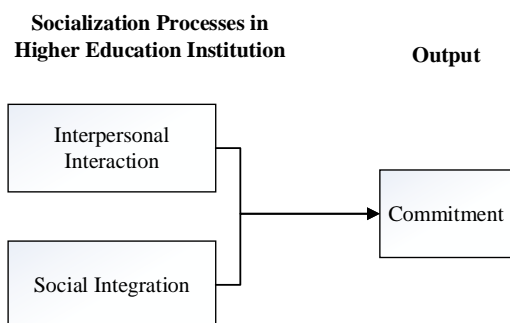 Socialization Processes in
Higher Education Institution
Output
Interpersonal
Interaction
Commitment
Social Integration